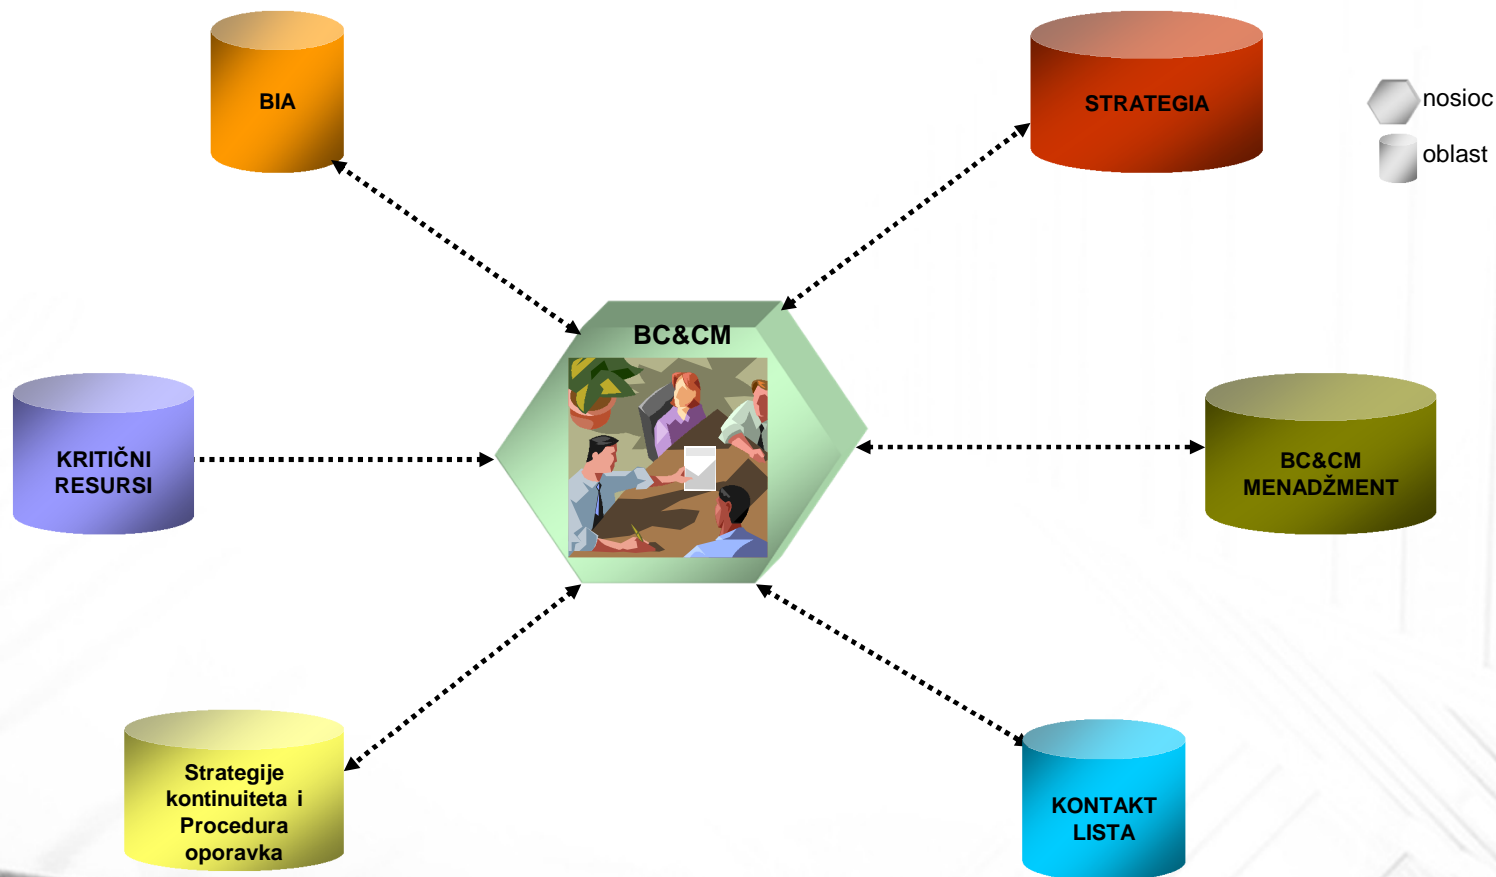 BIA
STRATEGIA
nosioc
oblast
BC&CM
KRITIČNI
RESURSI
BC&CM
MENADŽMENT
Strategije
kontinuiteta i
Procedura
oporavka
KONTAKT
LISTA